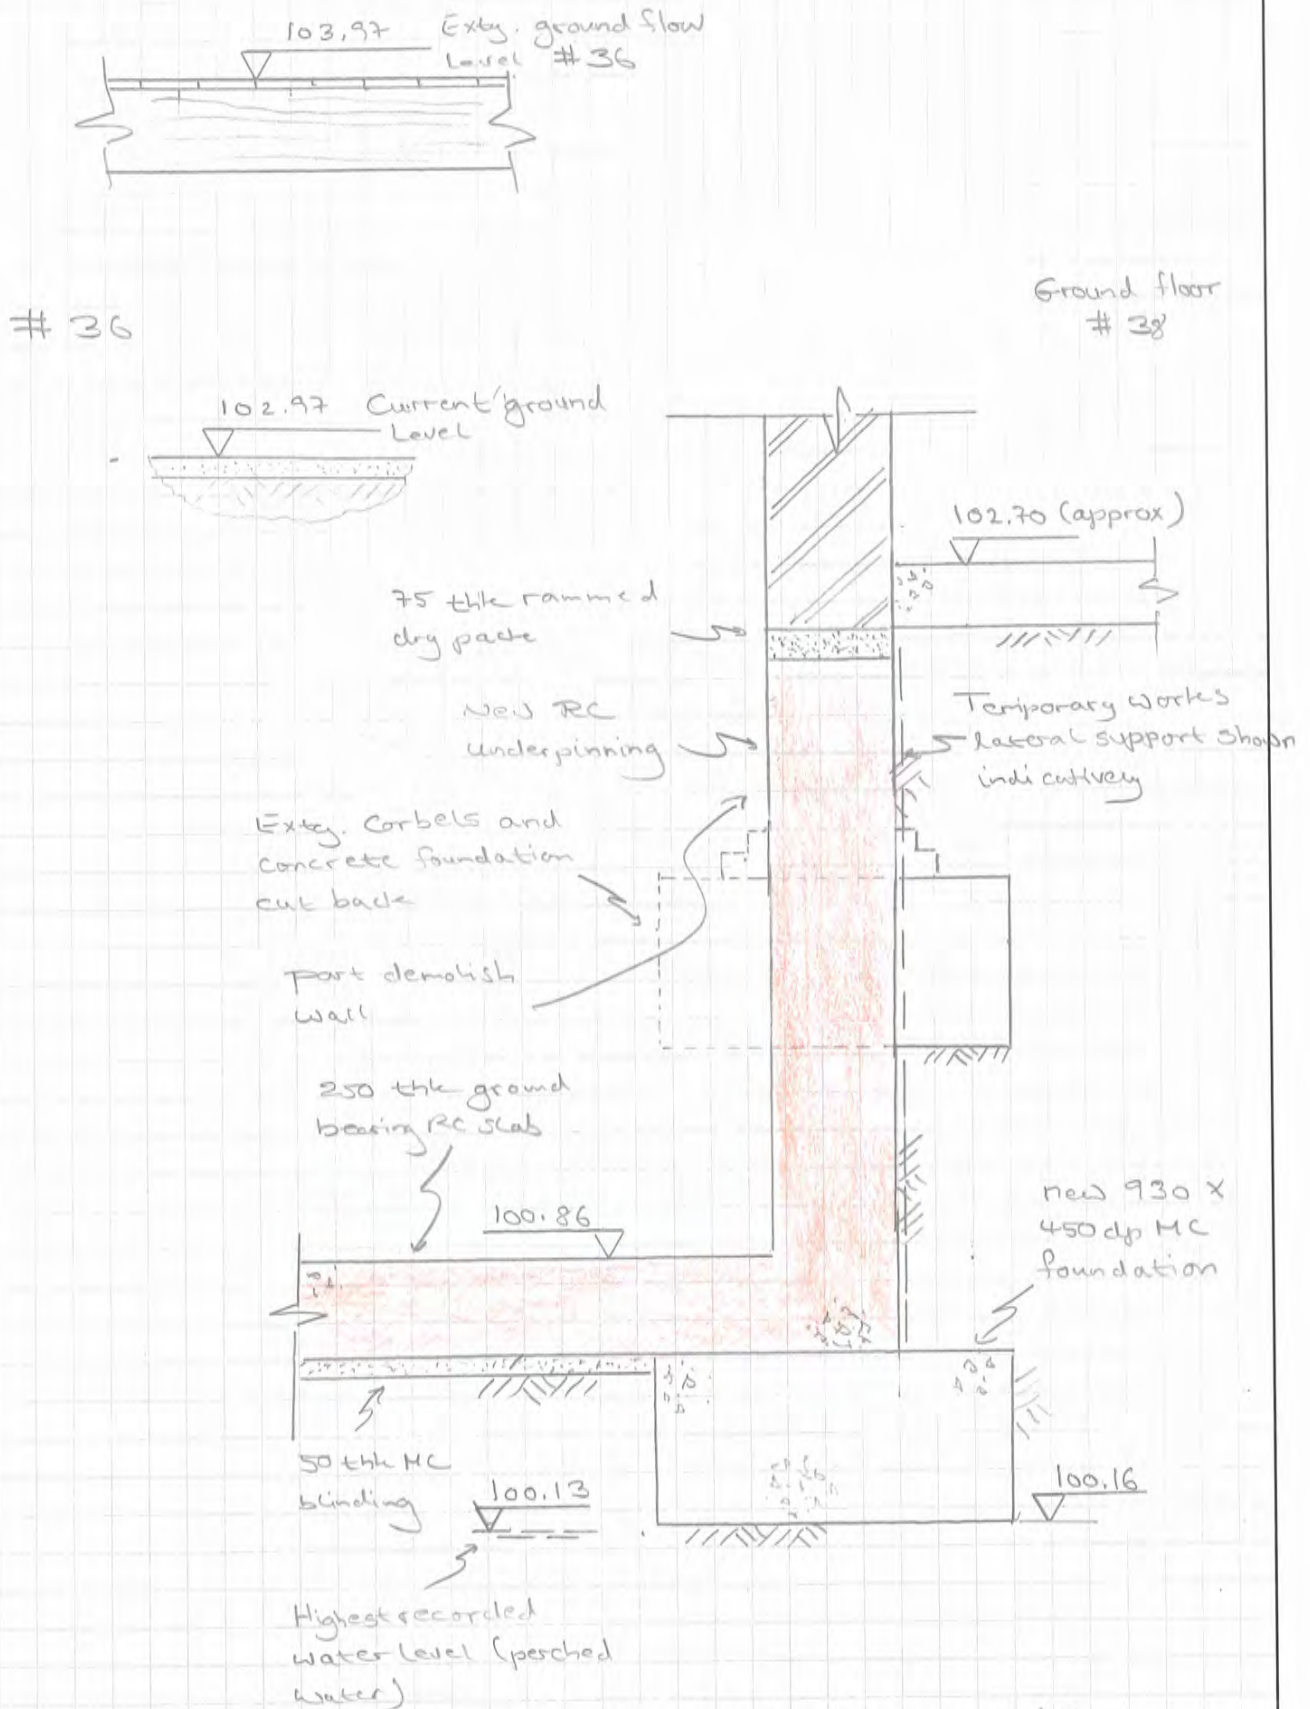 103.97 Extg. ground flow
Level # 36
Ground floor
# 38
# 36
102.97 Current ground
Level
102.70 (approx)
75 thk rammed
dry pack
New RC
underpinning
Temporary works
lateral support shown
indicatively
Extg. Corbels and
concrete foundation
cut back
part demolish
wall
250 thk ground
bearing RC slab
100.86
new 930 x
450 dp MC
foundation
50 thk MC
blinding
100.13
100.16
Highest recorded
water level (perched
water)